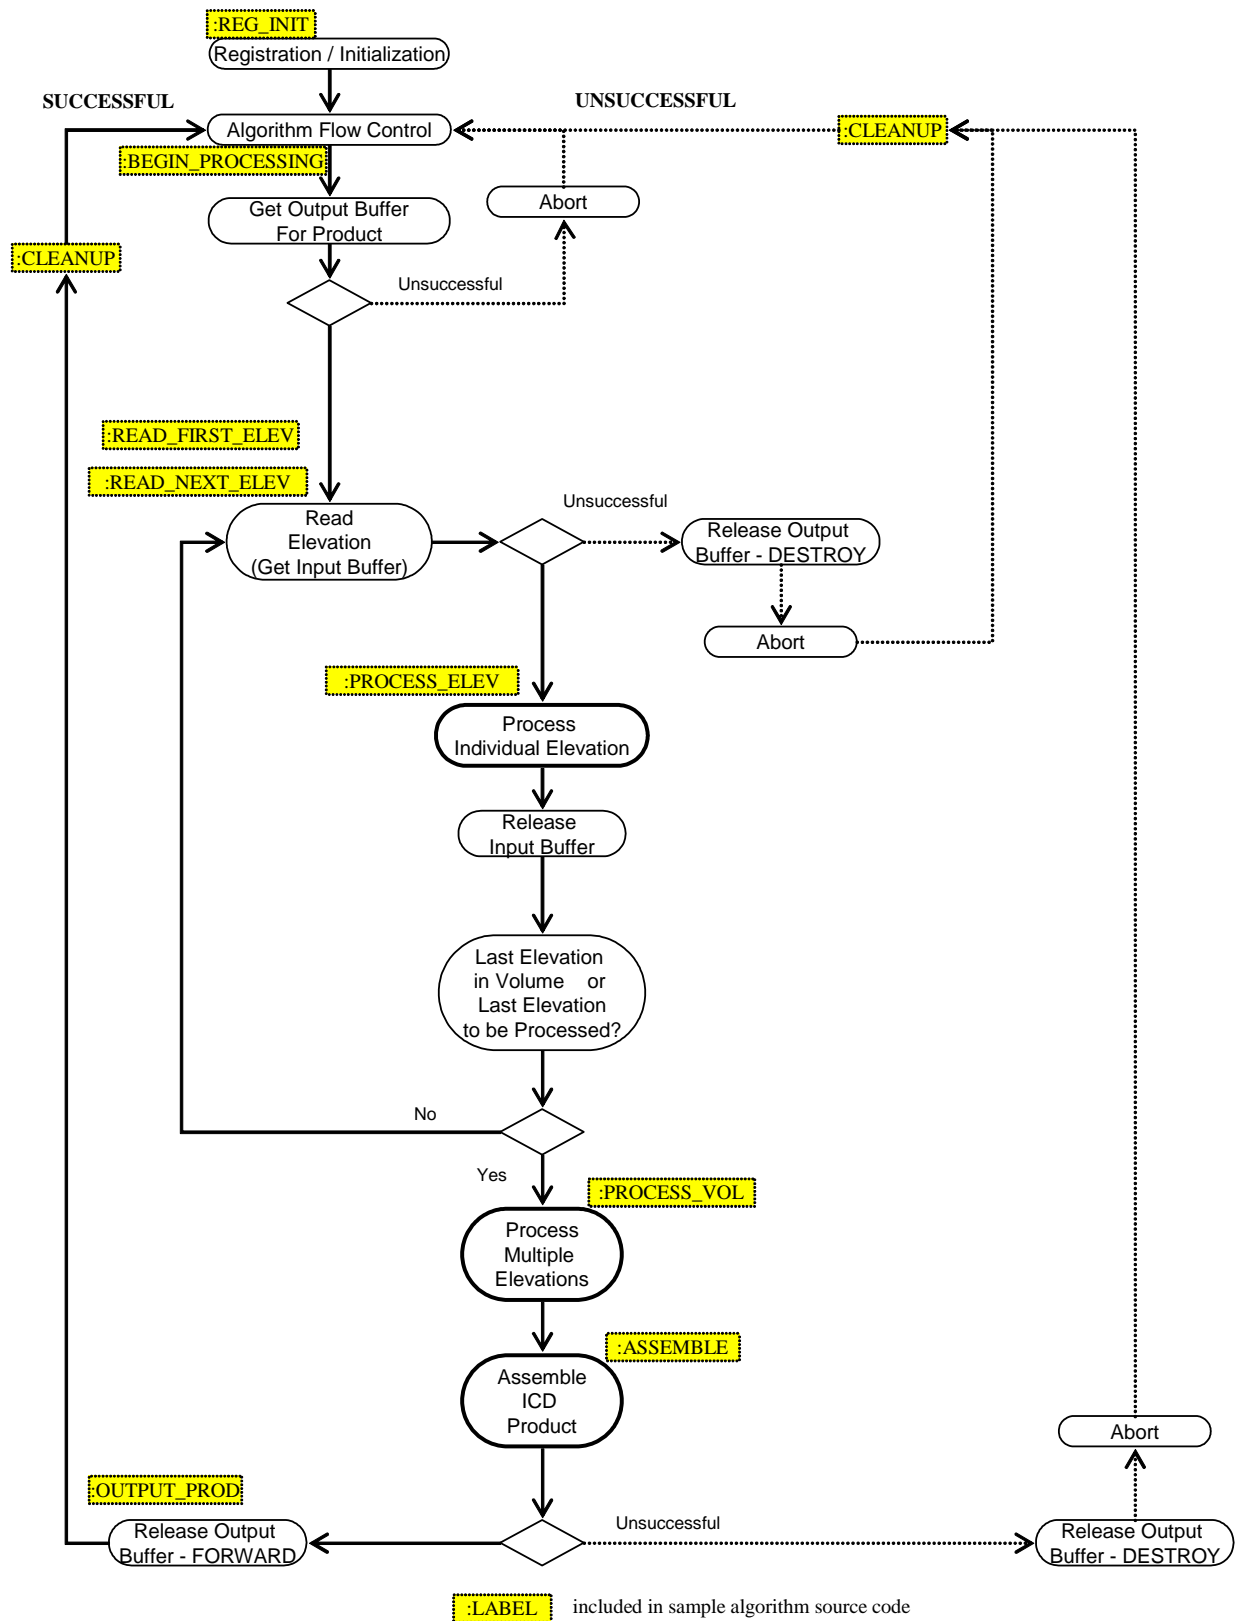 :REG_INIT
Registration / Initialization
SUCCESSFUL
UNSUCCESSFUL
Algorithm Flow Control
:CLEANUP
:BEGIN_PROCESSING
Abort
Get Output Buffer
For Product
:CLEANUP
Unsuccessful
:READ_FIRST_ELEV
:READ_NEXT_ELEV
Unsuccessful
Read
Elevation
(Get Input Buffer)
Release Output
Buffer - DESTROY
Abort
:PROCESS_ELEV
Process
Individual Elevation
Release
Input Buffer
Last Elevation
in Volume or
Last Elevation
to be Processed?
No
Yes
:PROCESS_VOL
Process
Multiple
Elevations
:ASSEMBLE
Assemble
ICD
Product
Abort
:OUTPUT_PROD
Release Output
Buffer - FORWARD
Unsuccessful
Release Output
Buffer - DESTROY
:LABEL included in sample algorithm source code